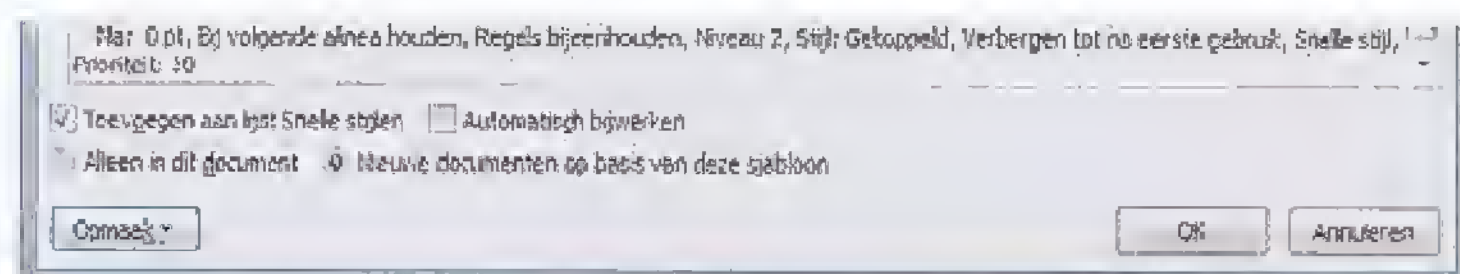 Na: 0 pt, Bij volgende alinea houden, Regels bijeenhouden, Niveau 2, Stijl: Gekoppeld, Verbergen tot na eerste gebruik, Snelle stijl,
Prioriteit: 10
Toevoegen aan lijst Snelle stijlen Automatisch bijwerken
Alleen in dit document Nieuwe documenten op basis van deze sjabloon
Opmaak OK Annuleren